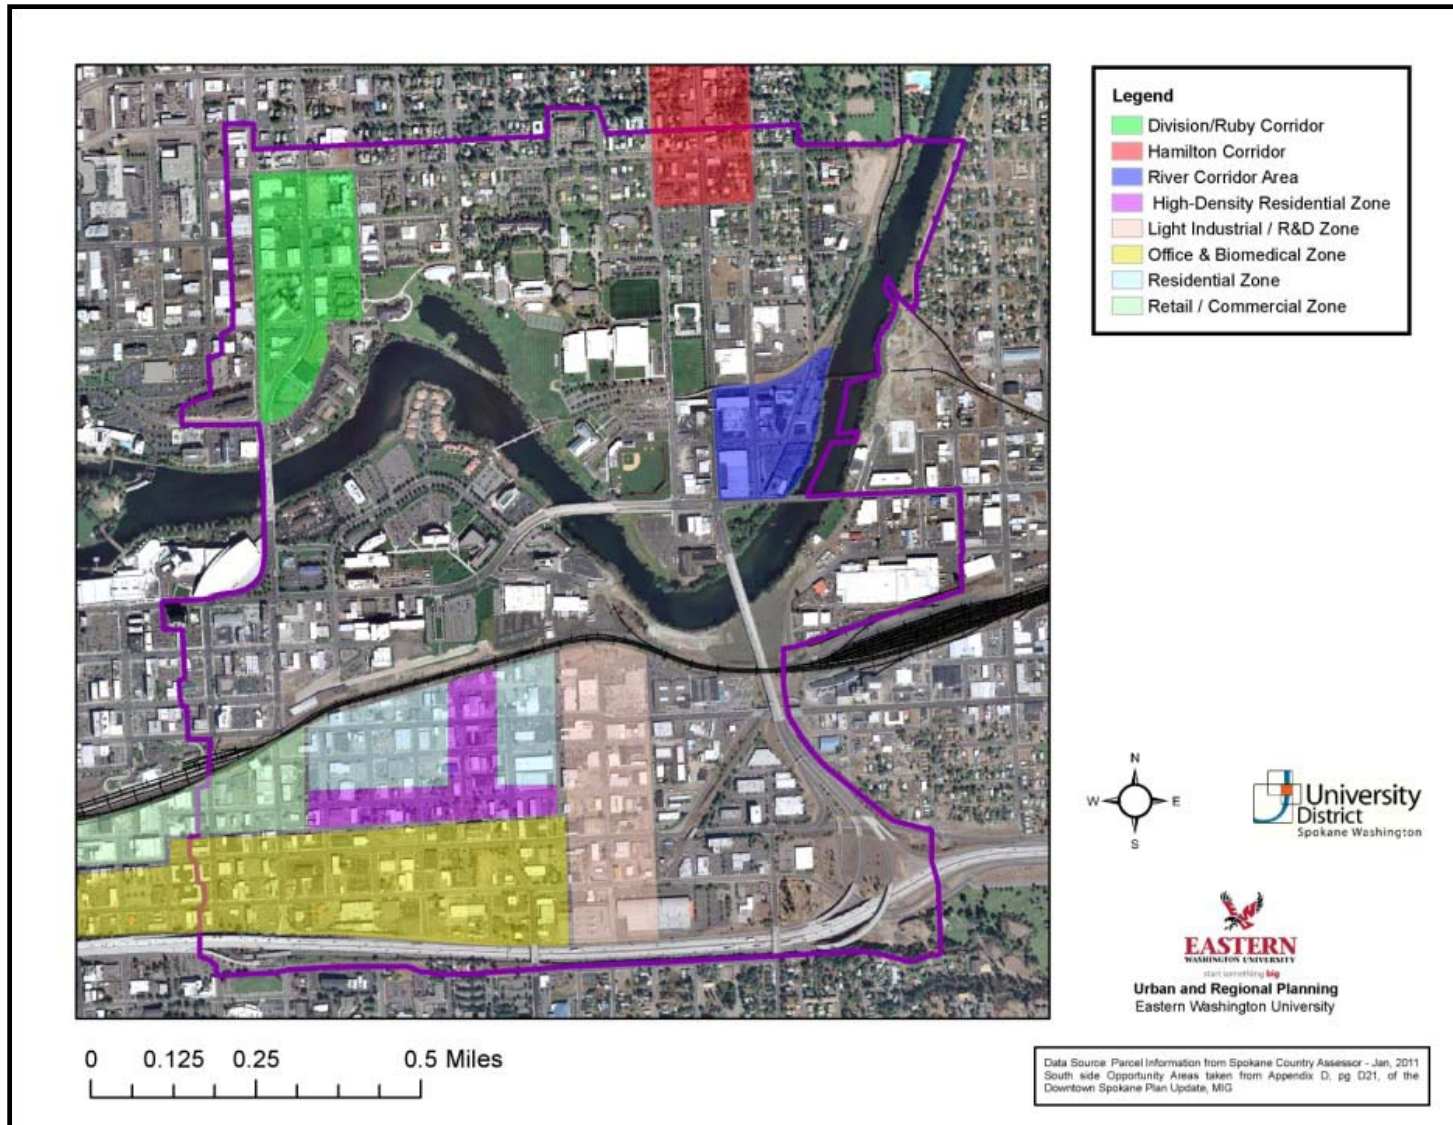 Legend
Division/Ruby Corridor
Hamilton Corridor
River Corridor Area
High-Density Residential Zone
Light Industrial / R&D Zone
Office & Biomedical Zone
Residential Zone
Retail / Commercial Zone
N
W E
S
University
District
Spokane Washington
EASTERN
WASHINGTON UNIVERSITY
start something big
Urban and Regional Planning
Eastern Washington University
0 0.125 0.25 0.5 Miles
Data Source: Parcel Information from Spokane Country Assessor - Jan, 2011
South side Opportunity Areas taken from Appendix D, pg D21, of the
Downtown Spokane Plan Update, MIG